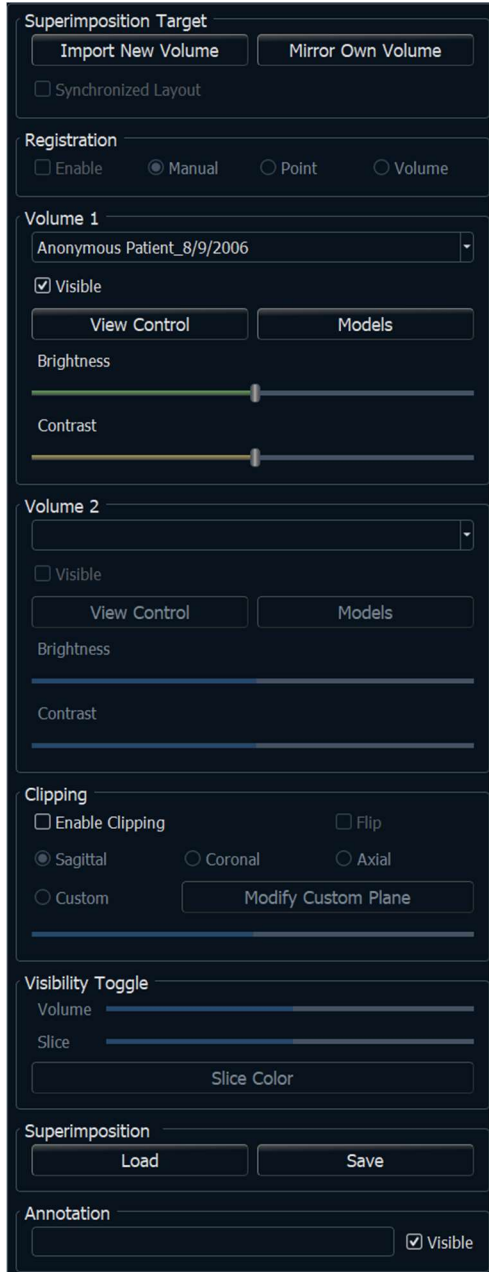 Superimposition Target
Import New Volume Mirror Own Volume
Synchronized Layout
Registration
Enable Manual Point Volume
Volume 1
Anonymous Patient_8/9/2006
Visible
View Control Models
Brightness
Contrast
Volume 2
Visible
View Control Models
Brightness
Contrast
Clipping
Enable Clipping Flip
Sagittal Coronal Axial
Custom Modify Custom Plane
Visibility Toggle
Volume
Slice
Slice Color
Superimposition
Load Save
Annotation
Visible